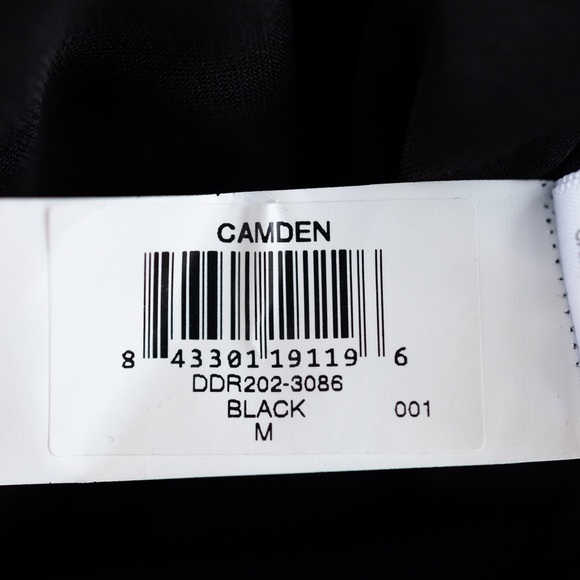 CAMDEN
8 43301 19119 6
DDR202-3086
BLACK 001
M